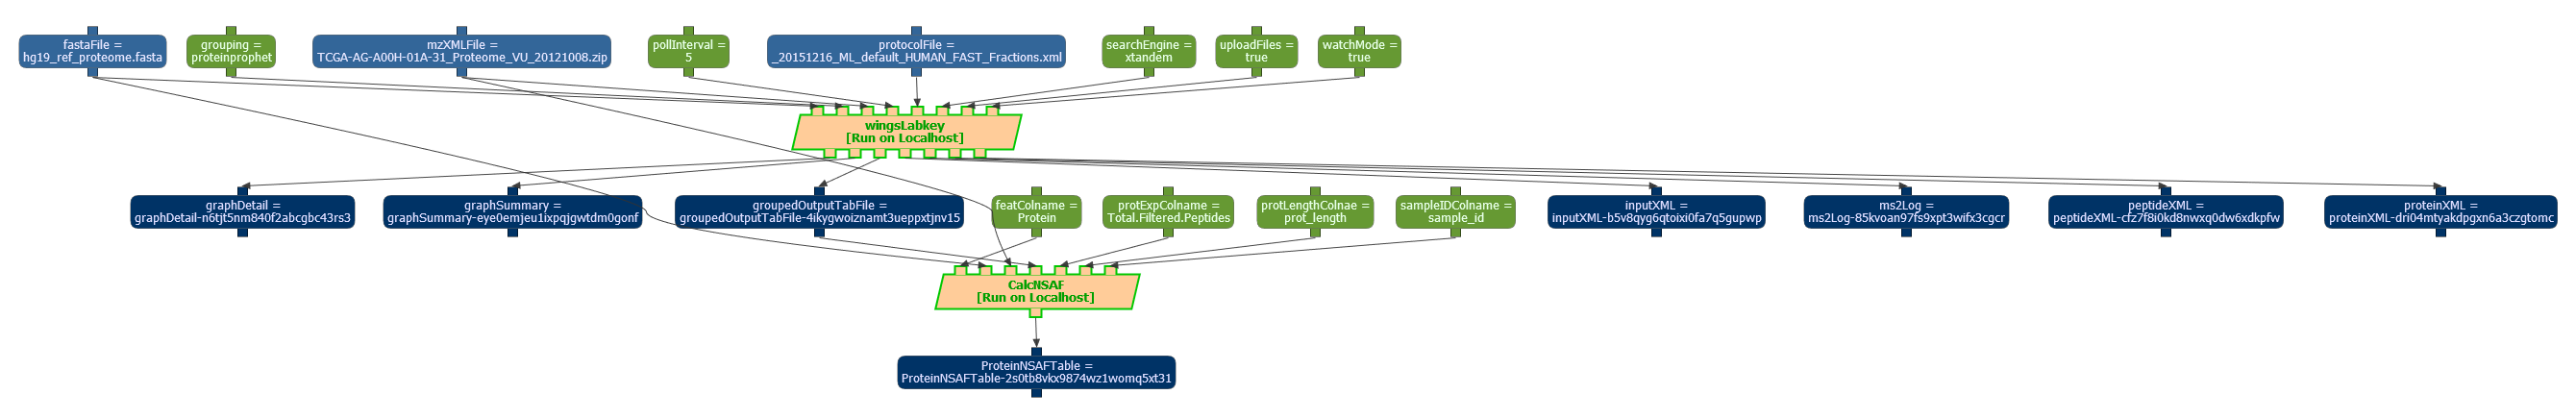 fastaFile =
hg19_ref_proteome.fasta
grouping =
proteinprophet
mzXMLFile =
TCGA-AG-A00H-01A-31_Proteome_VU_20121008.zip
pollInterval =
5
protocolFile =
_20151216_ML_default_HUMAN_FAST_Fractions.xml
searchEngine =
xtandem
uploadFiles =
true
watchMode =
true
wingsLabkey
[Run on Localhost]
graphDetail =
graphDetail-n6tjt5nm840f2abcgbc43rs3
graphSummary =
graphSummary-eye0emjeu1ixpqjgwtdm0gonf
groupedOutputTabFile =
groupedOutputTabFile-4ikygwoiznamt3ueppxtjnv15
featColname =
Protein
protExpColname =
Total.Filtered.Peptides
protLengthColnae =
prot_length
sampleIDColname =
sample_id
inputXML =
inputXML-b5v8qyg6qtoixi0fa7q5gupwp
ms2Log =
ms2Log-85kvoan97fs9xpt3wifx3cgcr
peptideXML =
peptideXML-cfz7f8i0kd8nwxq0dw6xdkpfw
proteinXML =
proteinXML-dri04mtyakdpgxn6a3czgtomc
CalcNSAF
[Run on Localhost]
ProteinNSAFTable =
ProteinNSAFTable-2s0tb8vkx9874wz1womq5xt31